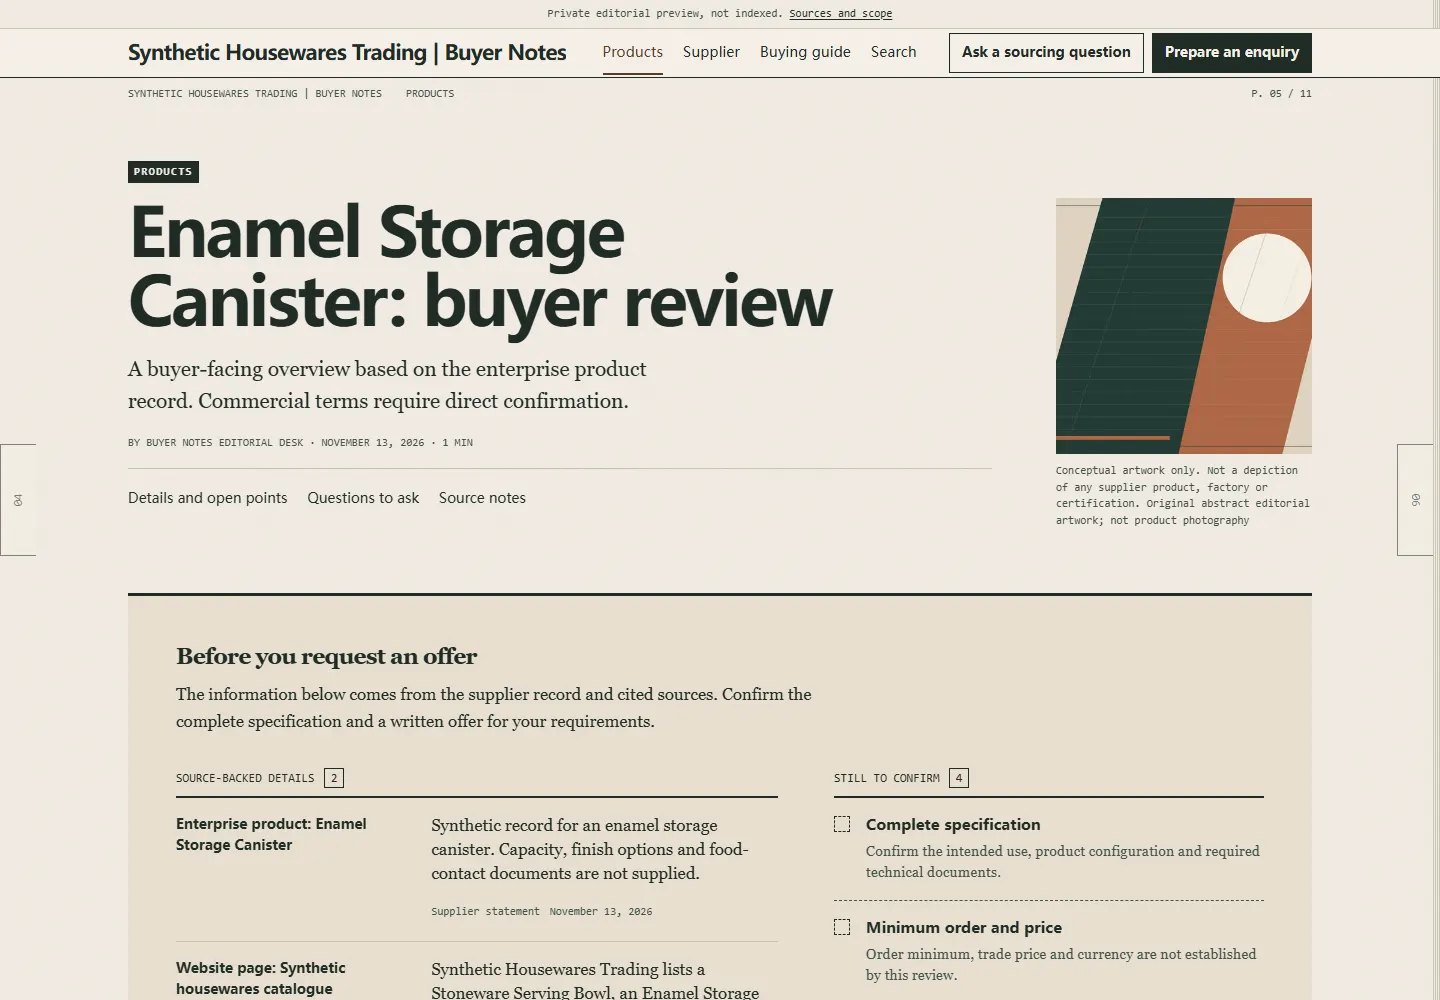 Private editorial preview, not indexed. Sources and scope
Synthetic Housewares Trading | Buyer Notes
Products
Supplier
Buying guide
Search
Ask a sourcing question
Prepare an enquiry
SYNTHETIC HOUSEWARES TRADING | BUYER NOTES
PRODUCTS
P. 05 / 11
PRODUCTS
Enamel Storage
Canister: buyer review
A buyer-facing overview based on the enterprise product
record. Commercial terms require direct confirmation.
BY BUYER NOTES EDITORIAL DESK · NOVEMBER 13, 2026 · 1 MIN
Details and open points
Questions to ask
Source notes
Conceptual artwork only. Not a depiction
of any supplier product, factory or
certification. Original abstract editorial
artwork; not product photography
04
06
Before you request an offer
The information below comes from the supplier record and cited sources. Confirm the
complete specification and a written offer for your requirements.
SOURCE-BACKED DETAILS 2
Enterprise product: Enamel
Storage Canister
Synthetic record for an enamel storage
canister. Capacity, finish options and food-
contact documents are not supplied.
Supplier statement November 13, 2026
Website page: Synthetic
housewares catalogue
Synthetic Housewares Trading lists a
Stoneware Serving Bowl, an Enamel Storage
STILL TO CONFIRM 4
Complete specification
Confirm the intended use, product configuration and required
technical documents.
Minimum order and price
Order minimum, trade price and currency are not established
by this review.